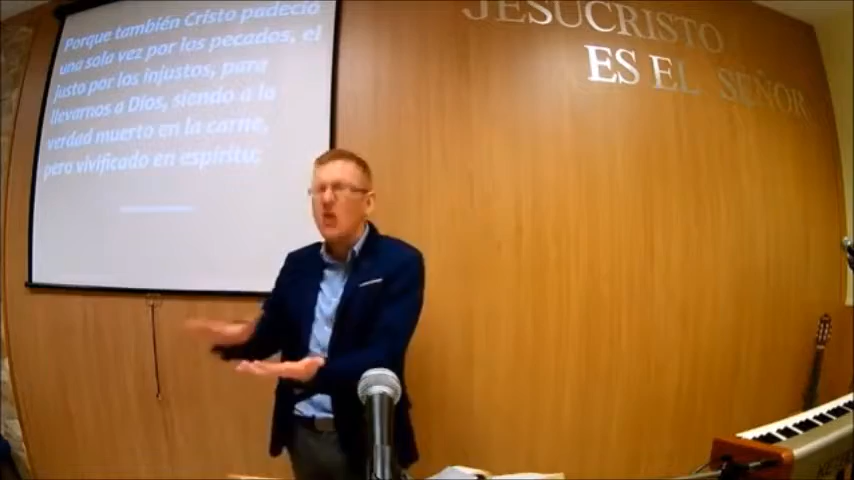 Porque también Cristo padeció
una sola vez por los pecados, el
justo por los injustos, para
llevarnos a Dios, siendo a la
verdad muerto en la carne,
pero vivificado en espíritu;
JESUCRISTO
ES EL SEÑOR